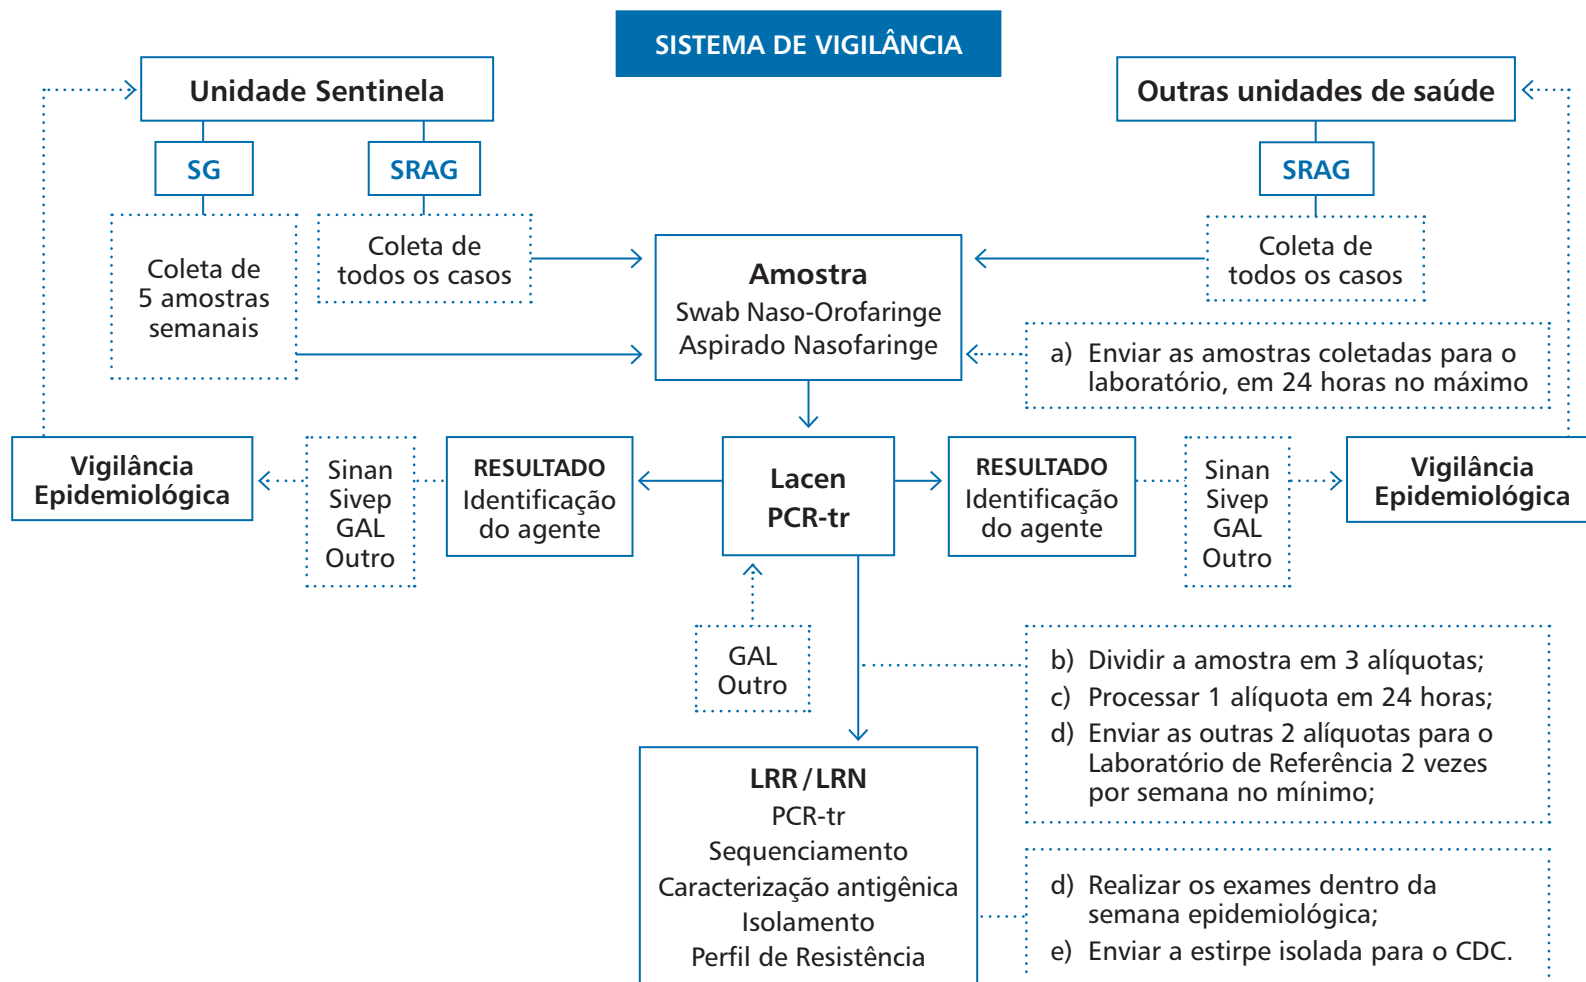 SISTEMA DE VIGILÂNCIA
Unidade Sentinela
Outras unidades de saúde
SG
SRAG
SRAG
Coleta de
5 amostras
semanais
Coleta de
todos os casos
Amostra
Swab Naso-Orofaringe
Aspirado Nasofaringe
Coleta de
todos os casos
a) Enviar as amostras coletadas para o
laboratório, em 24 horas no máximo
Vigilância
Epidemiológica
Sinan
Sivep
GAL
Outro
RESULTADO
Identificação
do agente
Lacen
PCR-tr
RESULTADO
Identificação
do agente
Sinan
Sivep
GAL
Outro
Vigilância
Epidemiológica
GAL
Outro
b) Dividir a amostra em 3 alíquotas;
c) Processar 1 alíquota em 24 horas;
d) Enviar as outras 2 alíquotas para o
Laboratório de Referência 2 vezes
por semana no mínimo;
LRR / LRN
PCR-tr
Sequenciamento
Caracterização antigênica
Isolamento
Perfil de Resistência
d) Realizar os exames dentro da
semana epidemiológica;
e) Enviar a estirpe isolada para o CDC.